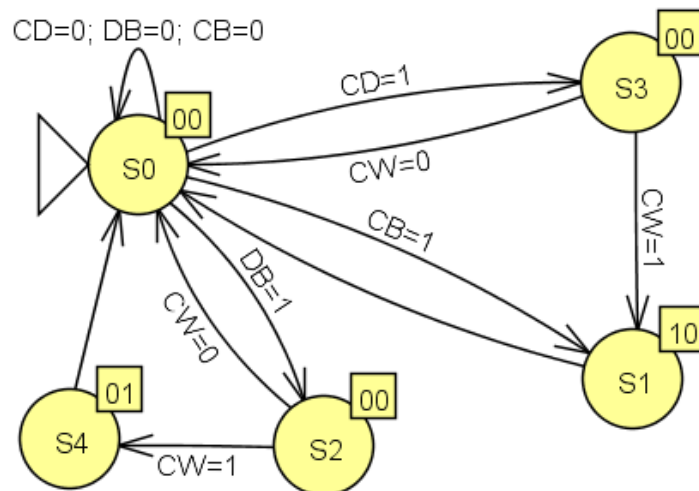 CD=0; DB=0; CB=0
00
S0
CD=1
00
S3
CW=0
CB=1
CW=1
DB=1
CW=0
10
S1
01
S4
00
S2
CW=1